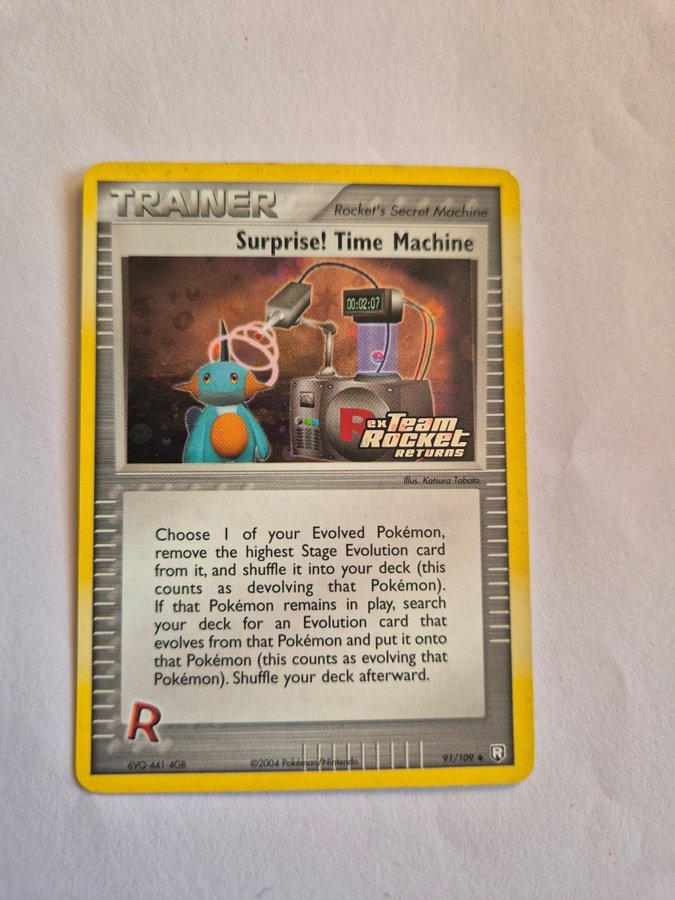 TRAINER
Rocket's Secret Machine
Surprise! Time Machine
00:02:07
R ex Team
Rocket
RETURNS
Illus. Katsura Tabata
Choose 1 of your Evolved Pokémon,
remove the highest Stage Evolution card
from it, and shuffle it into your deck (this
counts as devolving that Pokémon).
If that Pokémon remains in play, search
your deck for an Evolution card that
evolves from that Pokémon and put it onto
that Pokémon (this counts as evolving that
Pokémon). Shuffle your deck afterward.
R
6VQ-441-4GB
©2004 Pokémon/Nintendo
91/109
R